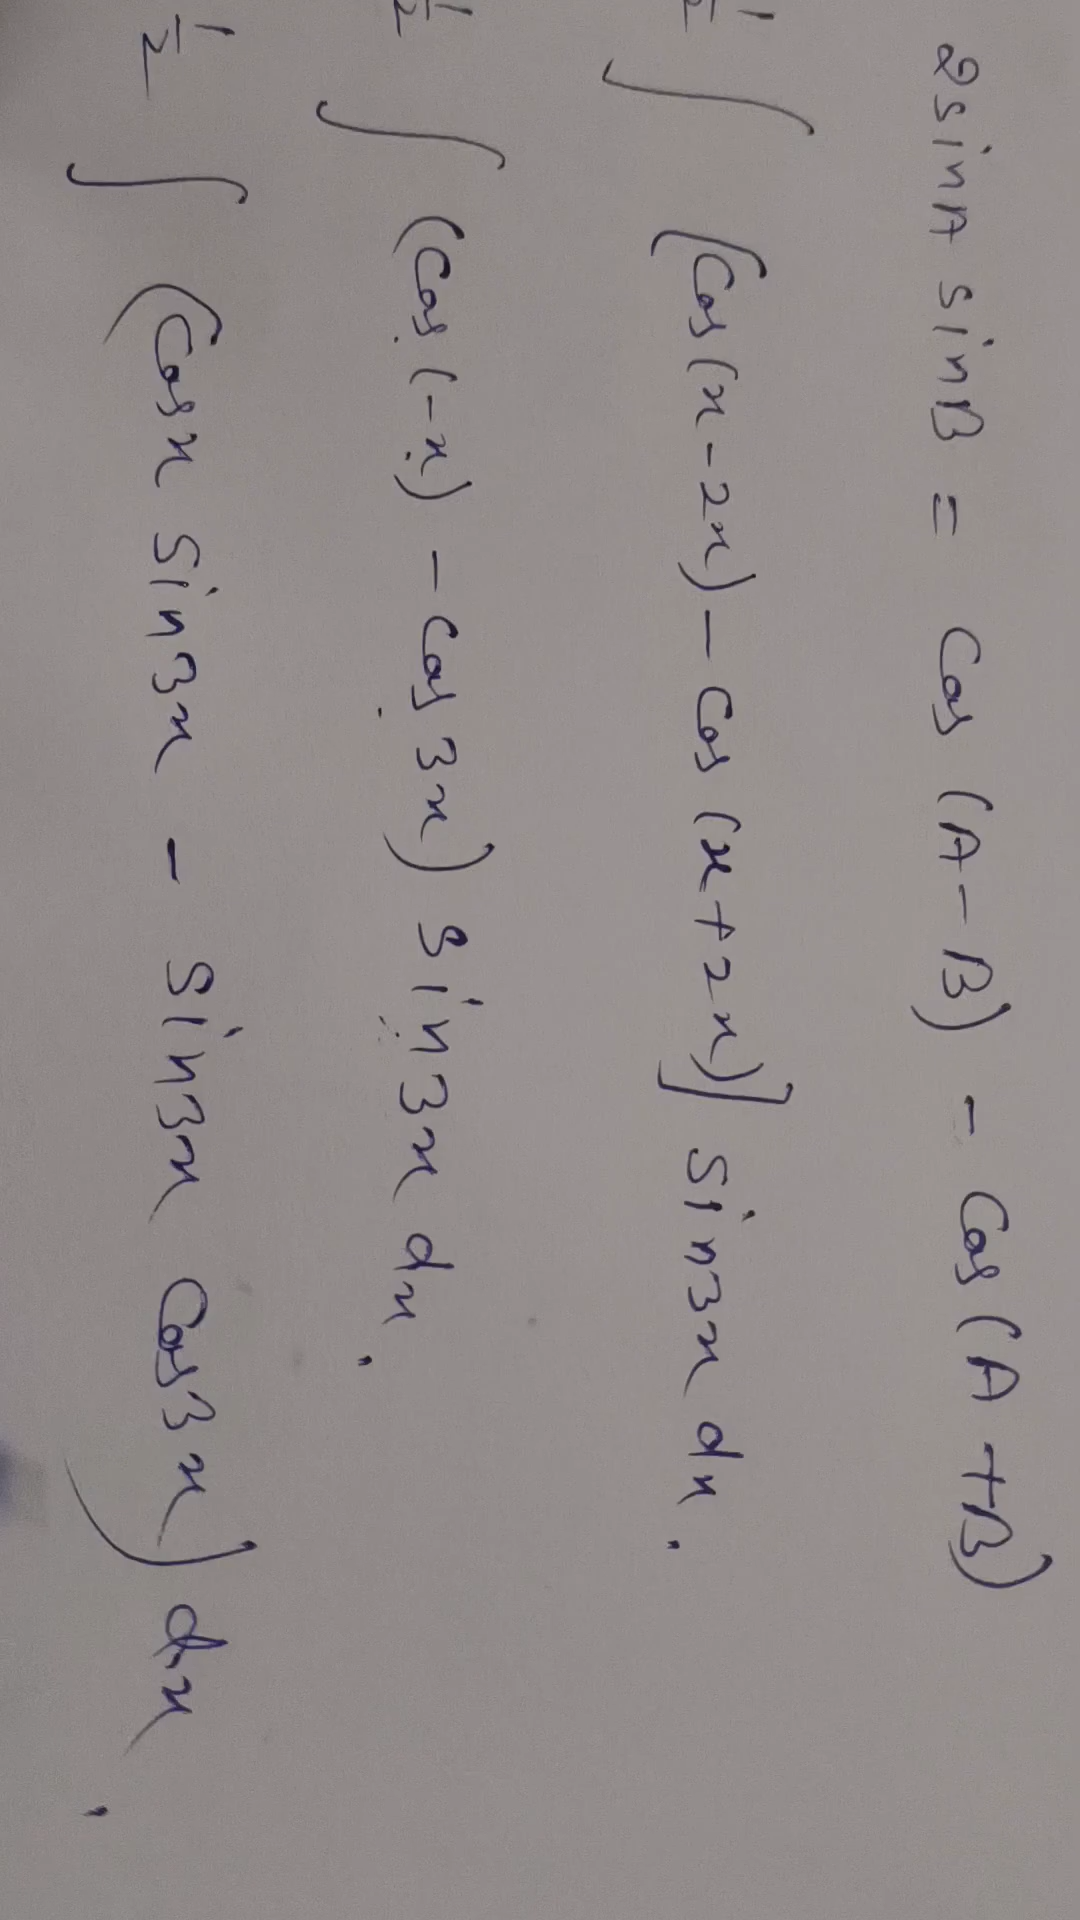 2sinA sinB = Cos (A-B) - Cos (A+B)
1/2 ∫ [Cos(x-2x) - Cos (x+2x)] sin3x dx.
1/2 ∫ (Cos(-x) - Cos 3x) sin3x dx.
1/2 ∫ (Cosx sin3x - sin3x Cos3x) dx.